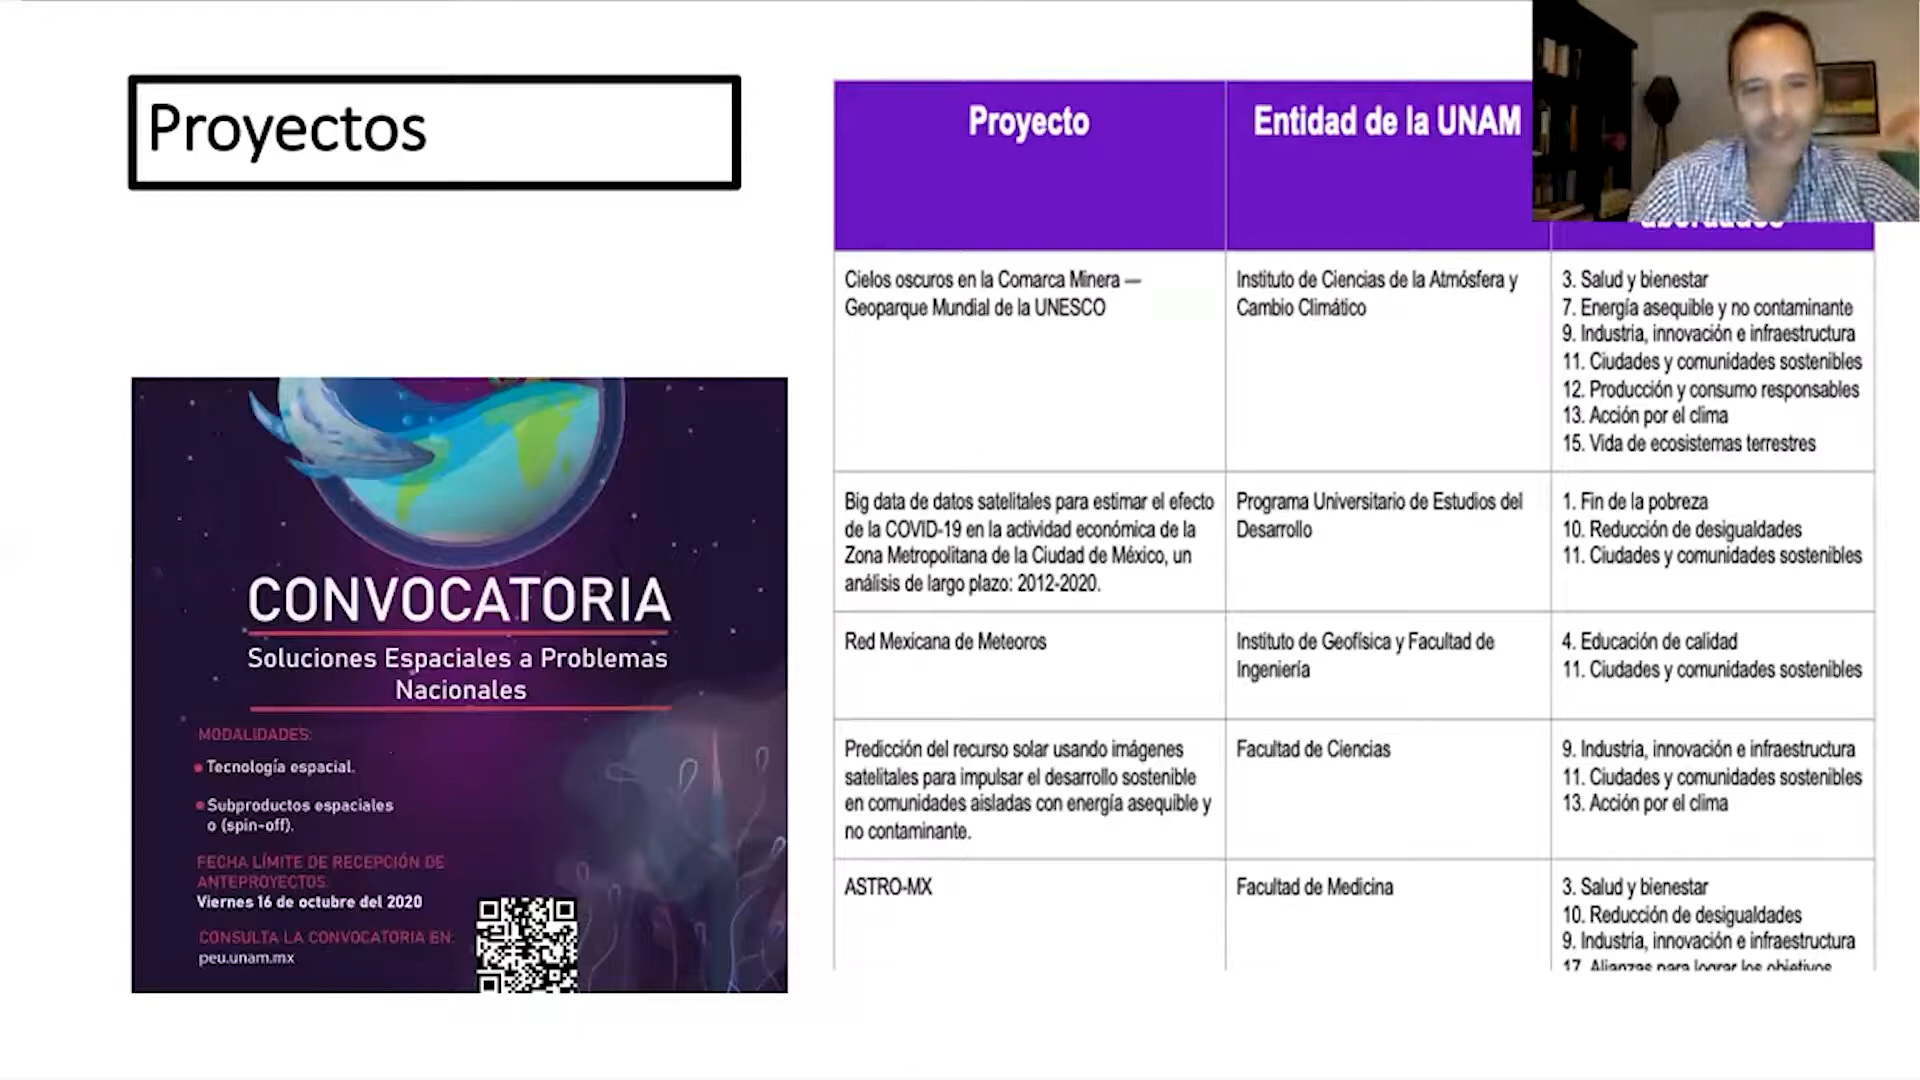 Proyectos
CONVOCATORIA
Soluciones Espaciales a Problemas
Nacionales
MODALIDADES:
Tecnología espacial.
Subproductos espaciales
o (spin-off).
FECHA LÍMITE DE RECEPCIÓN DE
ANTEPROYECTOS:
Viernes 16 de octubre del 2020
CONSULTA LA CONVOCATORIA EN:
peu.unam.mx
Proyecto
Entidad de la UNAM
abordados
Cielos oscuros en la Comarca Minera —
Geoparque Mundial de la UNESCO
Instituto de Ciencias de la Atmósfera y
Cambio Climático
3. Salud y bienestar
7. Energía asequible y no contaminante
9. Industria, innovación e infraestructura
11. Ciudades y comunidades sostenibles
12. Producción y consumo responsables
13. Acción por el clima
15. Vida de ecosistemas terrestres
Big data de datos satelitales para estimar el efecto
de la COVID-19 en la actividad económica de la
Zona Metropolitana de la Ciudad de México, un
análisis de largo plazo: 2012-2020.
Programa Universitario de Estudios del
Desarrollo
1. Fin de la pobreza
10. Reducción de desigualdades
11. Ciudades y comunidades sostenibles
Red Mexicana de Meteoros
Instituto de Geofísica y Facultad de
Ingeniería
4. Educación de calidad
11. Ciudades y comunidades sostenibles
Predicción del recurso solar usando imágenes
satelitales para impulsar el desarrollo sostenible
en comunidades aisladas con energía asequible y
no contaminante.
Facultad de Ciencias
9. Industria, innovación e infraestructura
11. Ciudades y comunidades sostenibles
13. Acción por el clima
ASTRO-MX
Facultad de Medicina
3. Salud y bienestar
10. Reducción de desigualdades
9. Industria, innovación e infraestructura
17. Alianzas para lograr los objetivos